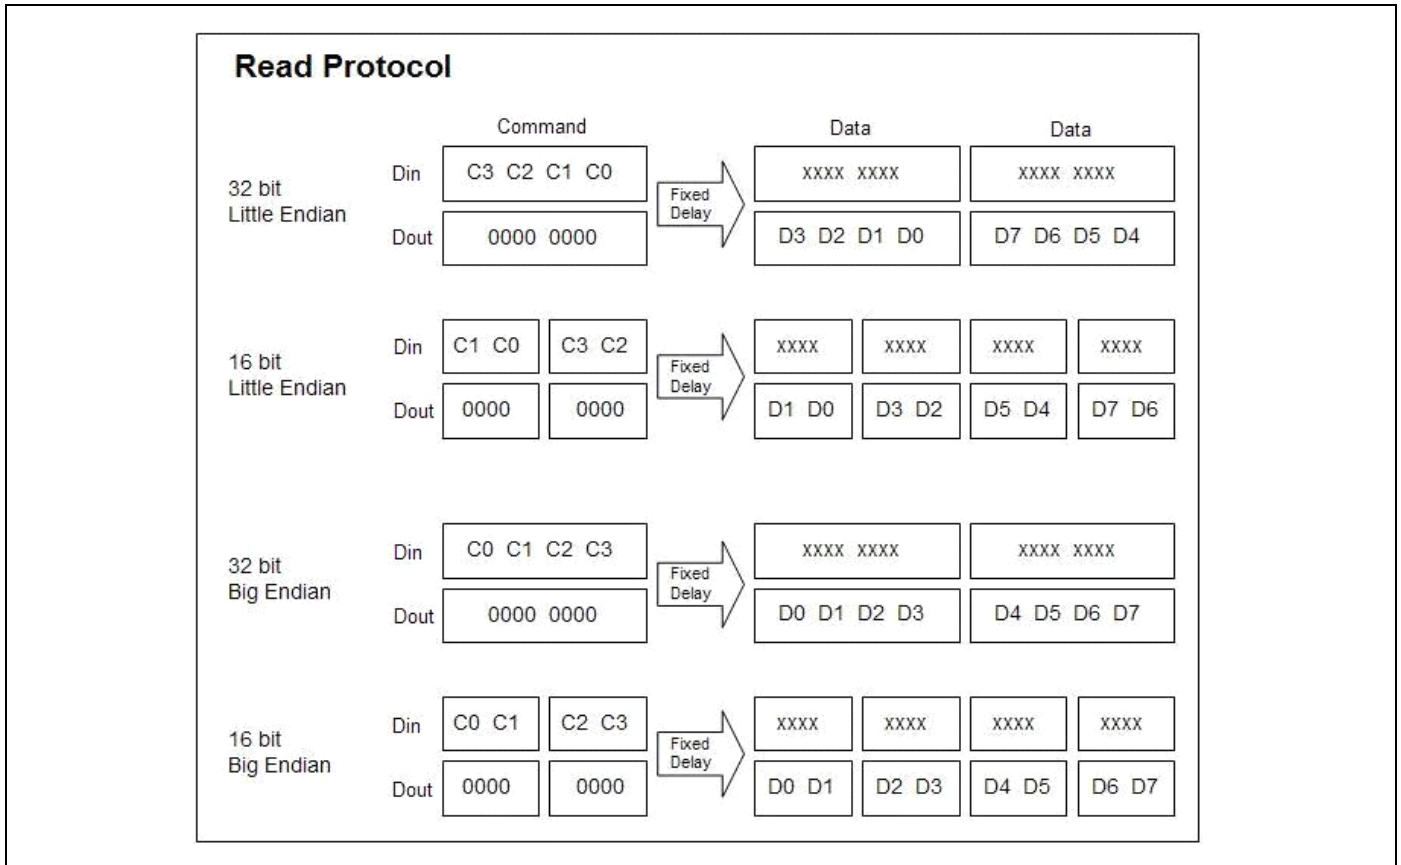 Read Protocol
Command Data Data
32 bit
Little Endian
Din C3 C2 C1 C0 Fixed Delay XXXX XXXX XXXX XXXX
Dout 0000 0000 D3 D2 D1 D0 D7 D6 D5 D4
16 bit
Little Endian
Din C1 C0 C3 C2 Fixed Delay XXXX XXXX XXXX XXXX
Dout 0000 0000 D1 D0 D3 D2 D5 D4 D7 D6
32 bit
Big Endian
Din C0 C1 C2 C3 Fixed Delay XXXX XXXX XXXX XXXX
Dout 0000 0000 D0 D1 D2 D3 D4 D5 D6 D7
16 bit
Big Endian
Din C0 C1 C2 C3 Fixed Delay XXXX XXXX XXXX XXXX
Dout 0000 0000 D0 D1 D2 D3 D4 D5 D6 D7